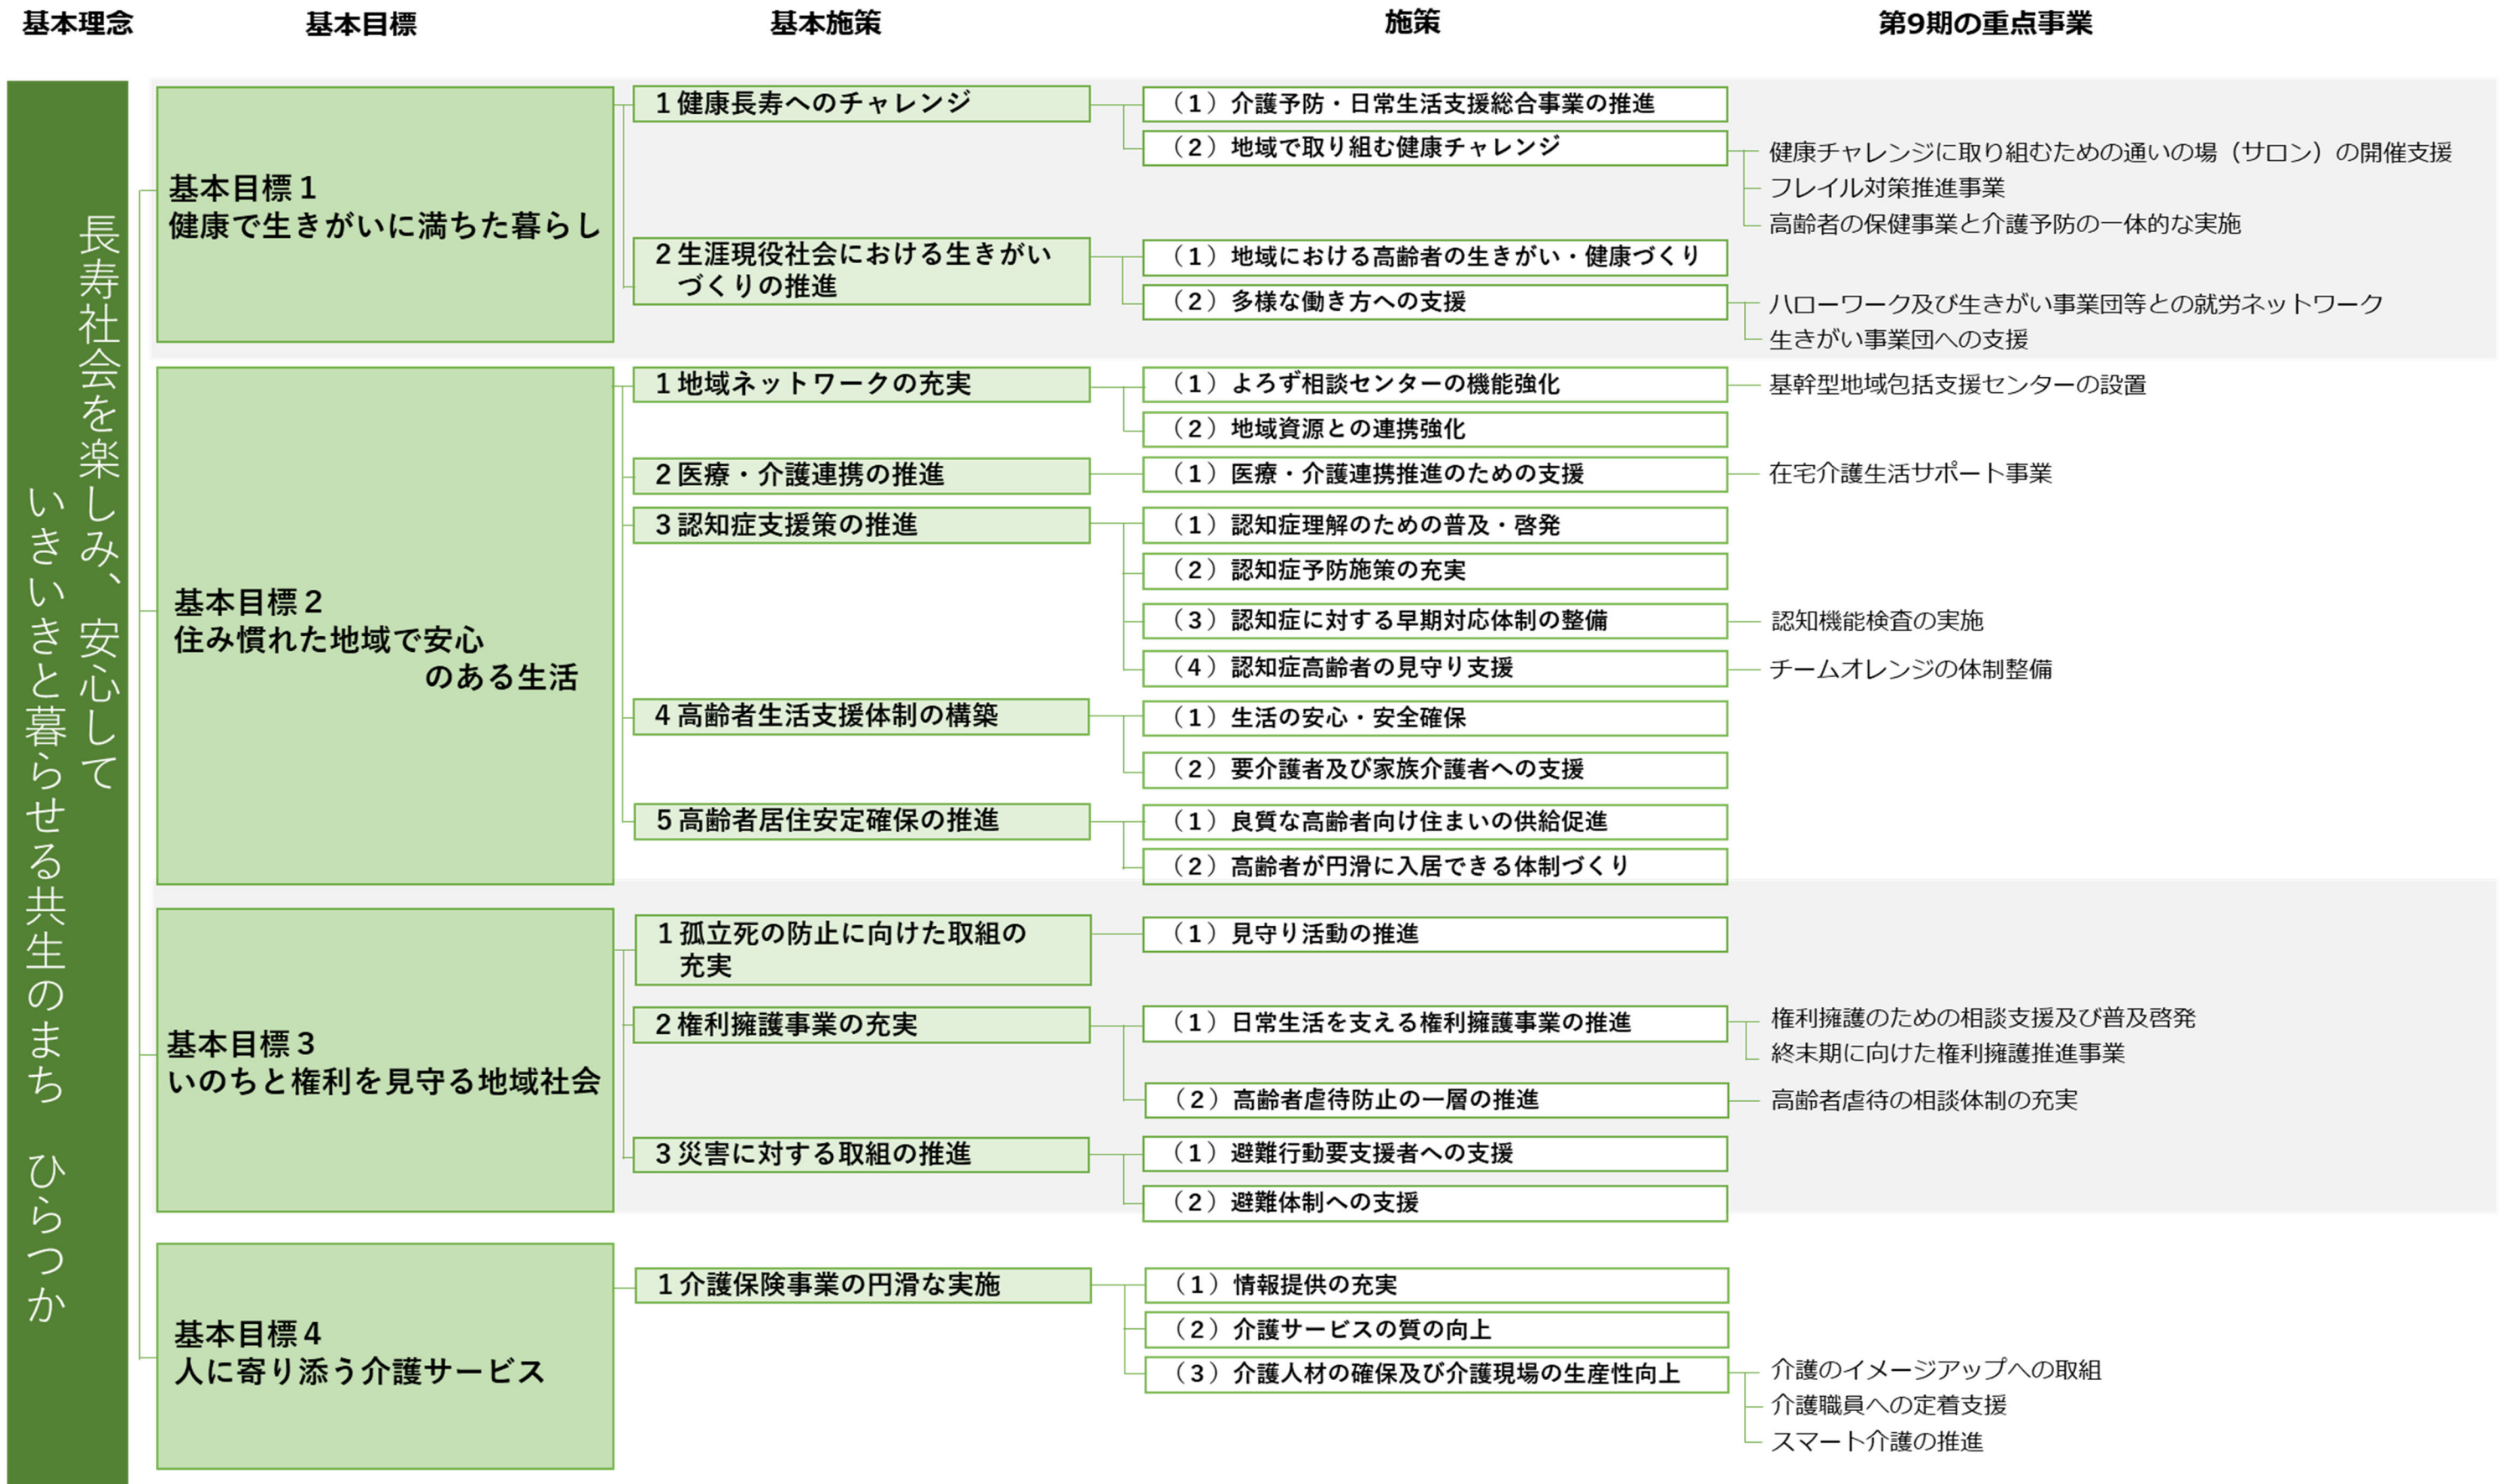 基本理念
基本目標
基本施策
施策
第9期の重点事業
長寿社会を楽しみ、安心して
いきいきと暮らせる共生のまち　ひらつか
基本目標１
健康で生きがいに満ちた暮らし
１健康長寿へのチャレンジ
（１）介護予防・日常生活支援総合事業の推進
（２）地域で取り組む健康チャレンジ
健康チャレンジに取り組むための通いの場（サロン）の開催支援
フレイル対策推進事業
高齢者の保健事業と介護予防の一体的な実施
２生涯現役社会における生きがい
づくりの推進
（１）地域における高齢者の生きがい・健康づくり
（２）多様な働き方への支援
ハローワーク及び生きがい事業団等との就労ネットワーク
生きがい事業団への支援
基本目標２
住み慣れた地域で安心
のある生活
１地域ネットワークの充実
（１）よろず相談センターの機能強化
基幹型地域包括支援センターの設置
（２）地域資源との連携強化
２医療・介護連携の推進
（１）医療・介護連携推進のための支援
在宅介護生活サポート事業
３認知症支援策の推進
（１）認知症理解のための普及・啓発
（２）認知症予防施策の充実
（３）認知症に対する早期対応体制の整備
認知機能検査の実施
（４）認知症高齢者の見守り支援
チームオレンジの体制整備
４高齢者生活支援体制の構築
（１）生活の安心・安全確保
（２）要介護者及び家族介護者への支援
５高齢者居住安定確保の推進
（１）良質な高齢者向け住まいの供給促進
（２）高齢者が円滑に入居できる体制づくり
基本目標３
いのちと権利を見守る地域社会
１孤立死の防止に向けた取組の
充実
（１）見守り活動の推進
２権利擁護事業の充実
（１）日常生活を支える権利擁護事業の推進
権利擁護のための相談支援及び普及啓発
終末期に向けた権利擁護推進事業
（２）高齢者虐待防止の一層の推進
高齢者虐待の相談体制の充実
３災害に対する取組の推進
（１）避難行動要支援者への支援
（２）避難体制への支援
基本目標４
人に寄り添う介護サービス
１介護保険事業の円滑な実施
（１）情報提供の充実
（２）介護サービスの質の向上
（３）介護人材の確保及び介護現場の生産性向上
介護のイメージアップへの取組
介護職員への定着支援
スマート介護の推進